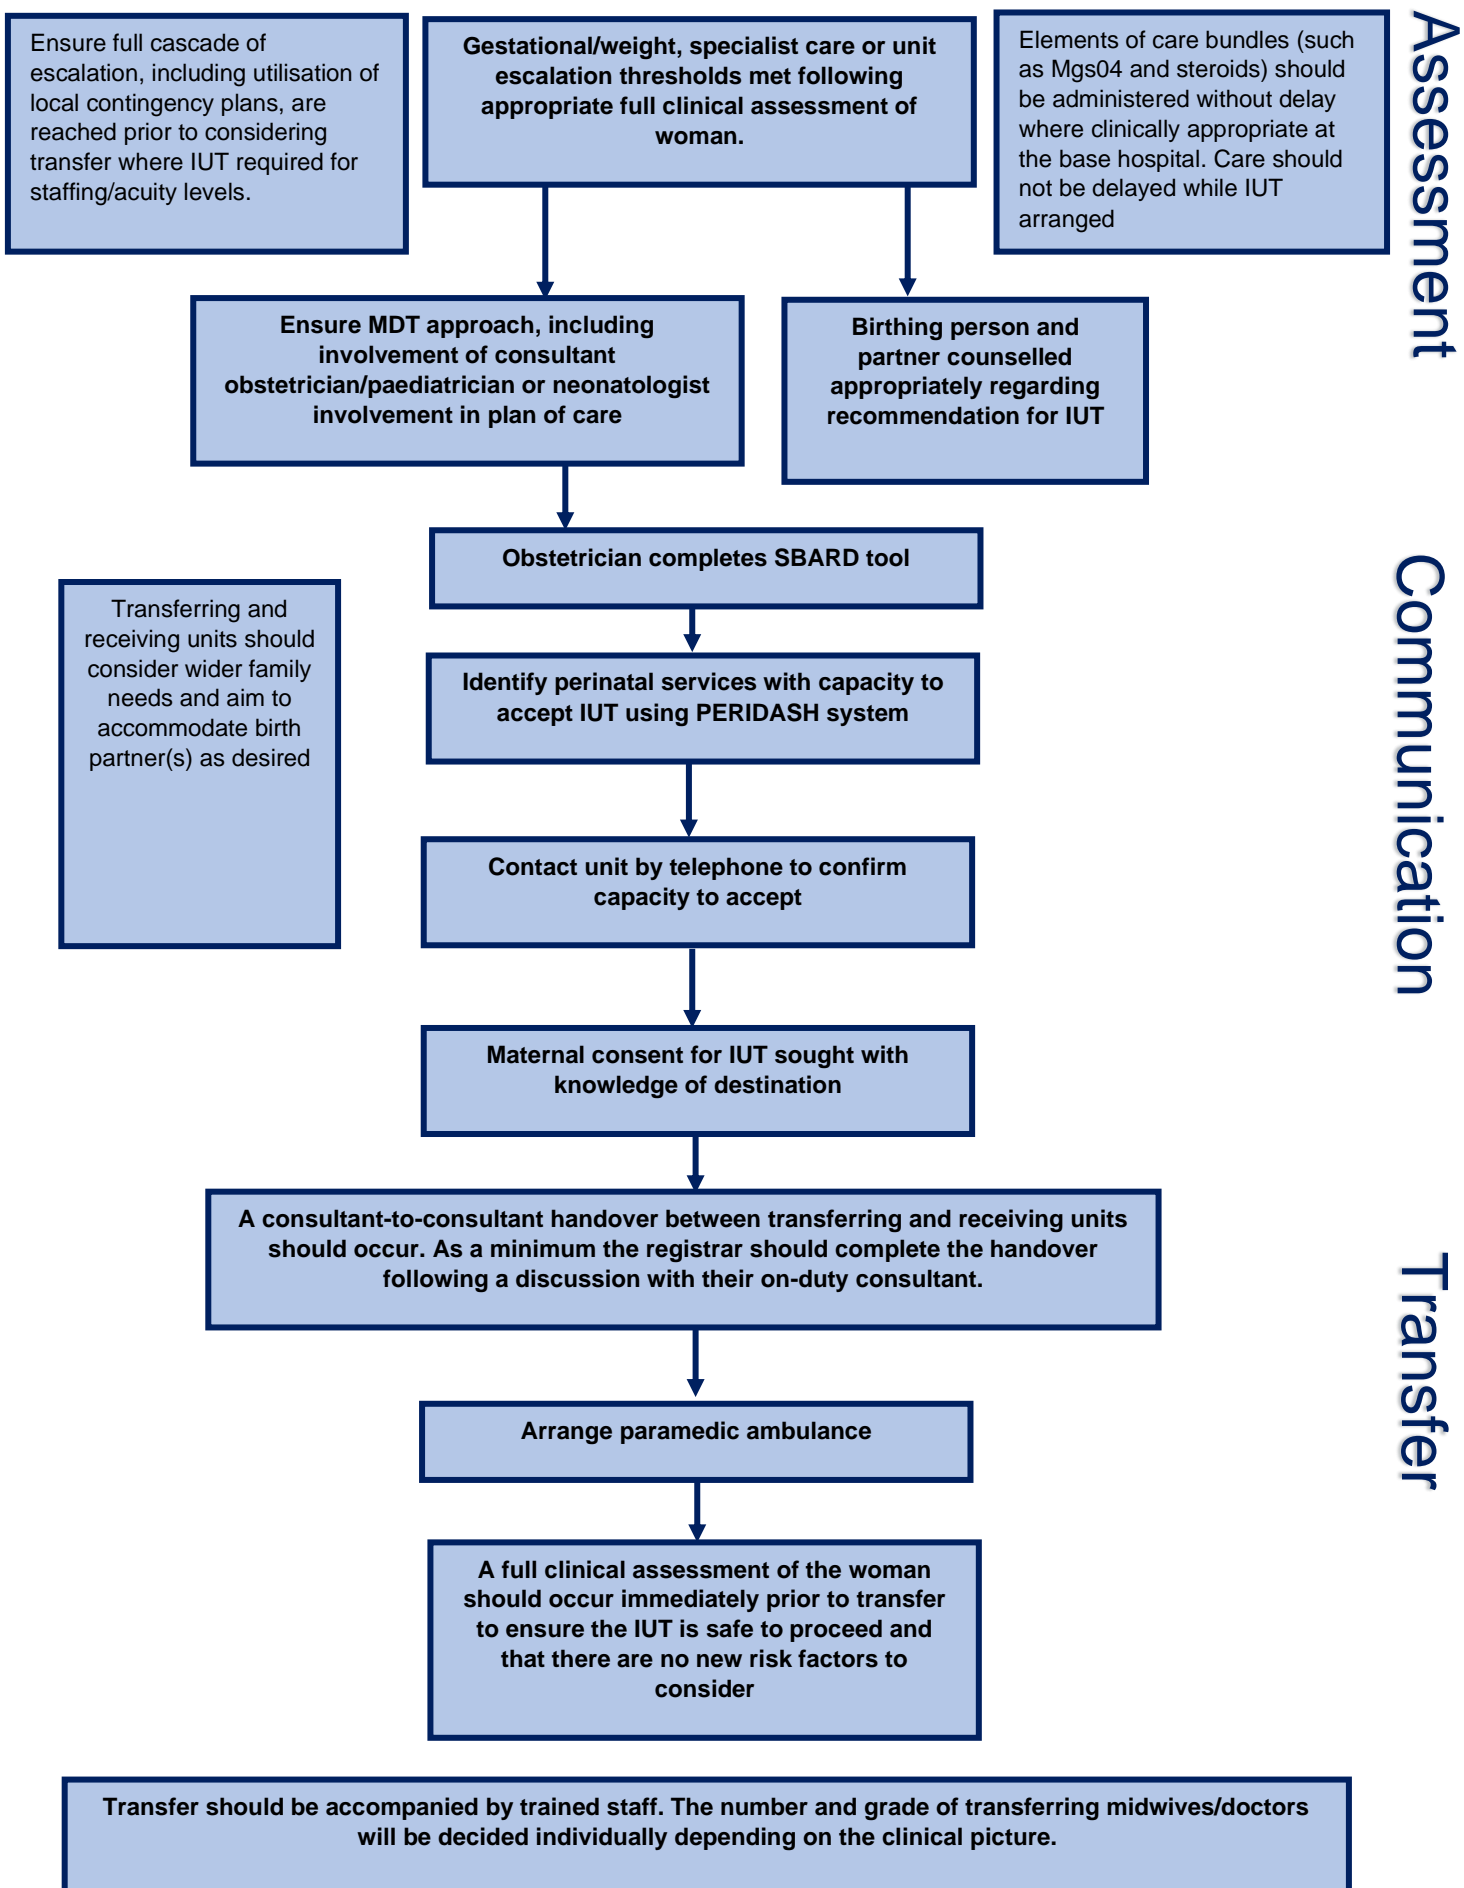 Ensure full cascade of
escalation, including utilisation of
local contingency plans, are
reached prior to considering
transfer where IUT required for
staffing/acuity levels.
Gestational/weight, specialist care or unit
escalation thresholds met following
appropriate full clinical assessment of
woman.
Elements of care bundles (such
as Mgs04 and steroids) should
be administered without delay
where clinically appropriate at
the base hospital. Care should
not be delayed while IUT
arranged
Assessment
Ensure MDT approach, including
involvement of consultant
obstetrician/paediatrician or neonatologist
involvement in plan of care
Birthing person and
partner counselled
appropriately regarding
recommendation for IUT
Obstetrician completes SBARD tool
Transferring and
receiving units should
consider wider family
needs and aim to
accommodate birth
partner(s) as desired
Identify perinatal services with capacity to
accept IUT using PERIDASH system
Contact unit by telephone to confirm
capacity to accept
Communication
Maternal consent for IUT sought with
knowledge of destination
A consultant-to-consultant handover between transferring and receiving units
should occur. As a minimum the registrar should complete the handover
following a discussion with their on-duty consultant.
Transfer
Arrange paramedic ambulance
A full clinical assessment of the woman
should occur immediately prior to transfer
to ensure the IUT is safe to proceed and
that there are no new risk factors to
consider
Transfer should be accompanied by trained staff. The number and grade of transferring midwives/doctors
will be decided individually depending on the clinical picture.